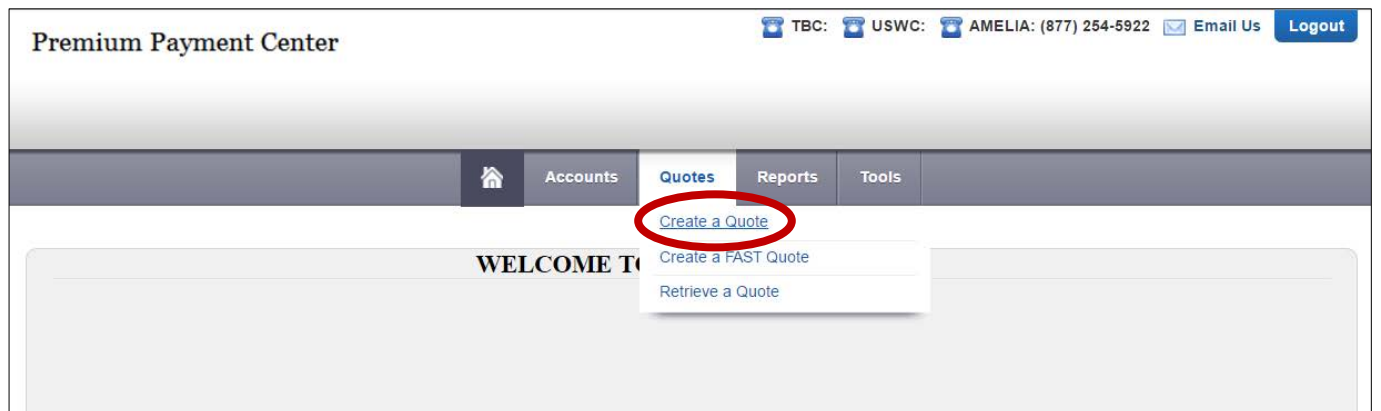 Premium Payment Center
TBC: USWC: AMELIA: (877) 254-5922 Email Us Logout
Accounts Quotes Reports Tools
Create a Quote
WELCOME TO
Create a FAST Quote
Retrieve a Quote